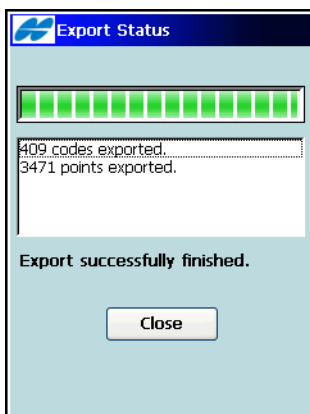 Export Status
409 codes exported.
3471 points exported.
Export successfully finished.
Close